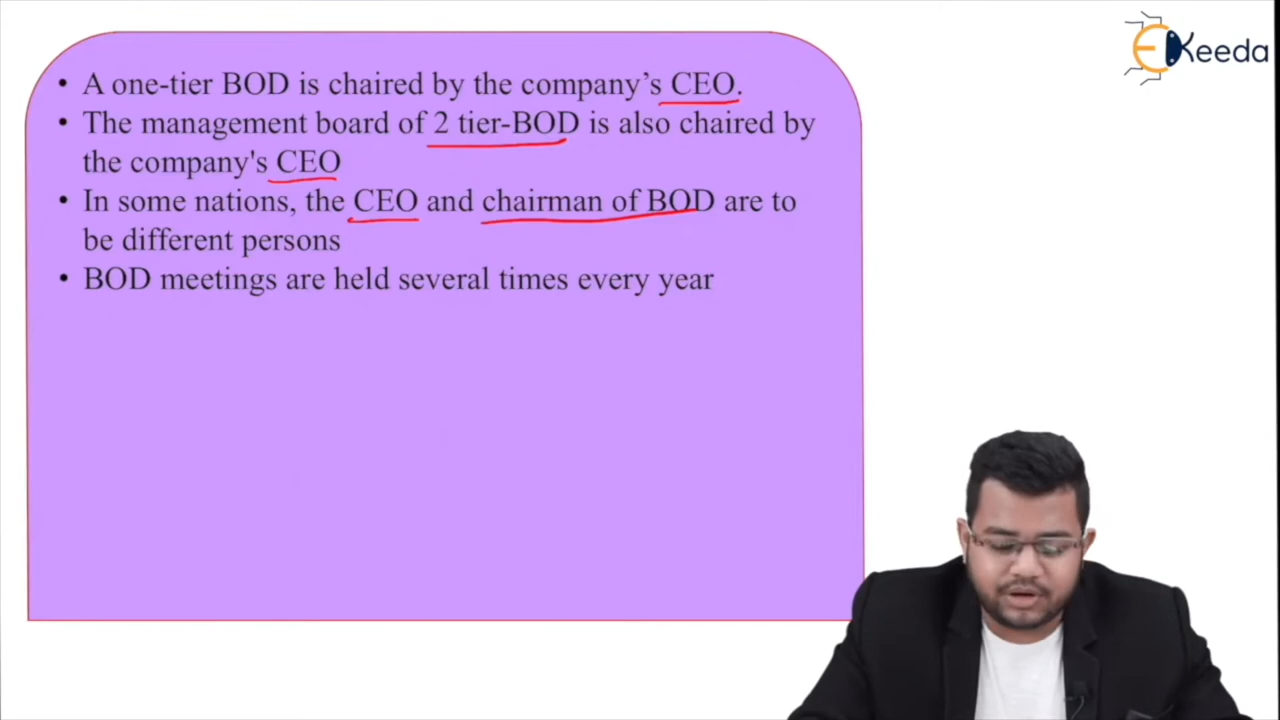 • A one-tier BOD is chaired by the company’s CEO.
• The management board of 2 tier-BOD is also chaired by
the company's CEO
• In some nations, the CEO and chairman of BOD are to
be different persons
• BOD meetings are held several times every year
EKeeda